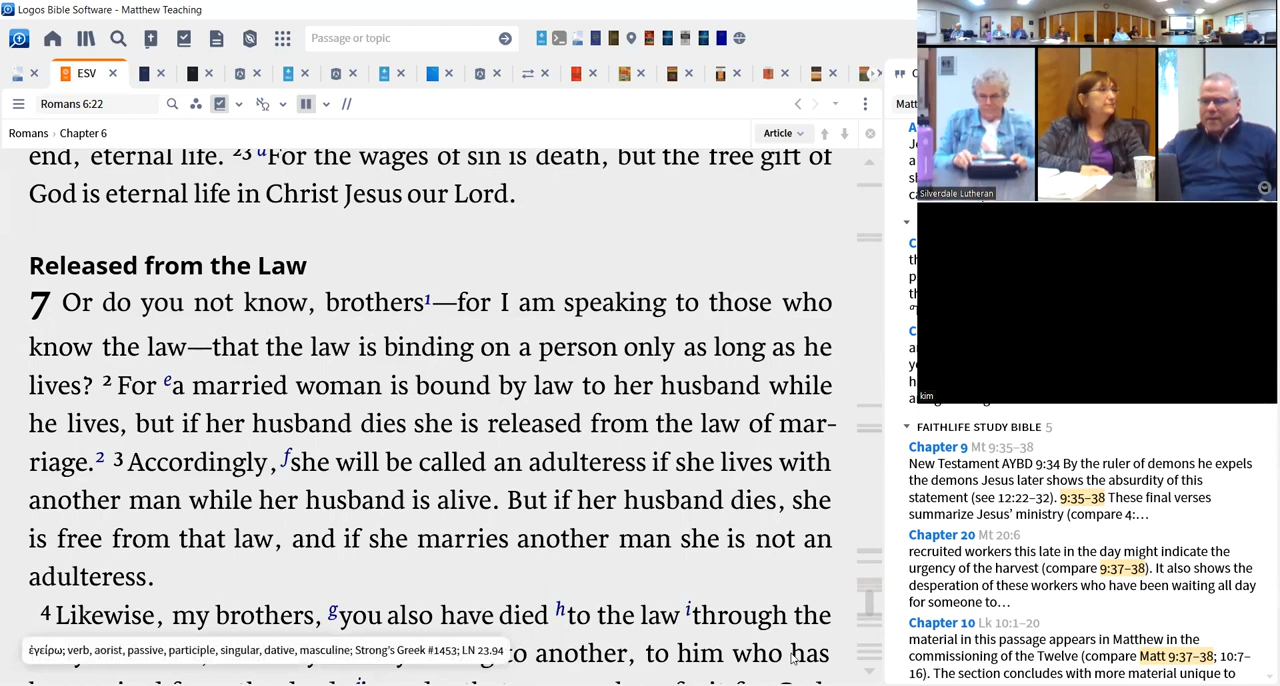 Logos Bible Software - Matthew Teaching
Passage or topic
ESV
Romans 6:22
Matt
Romans › Chapter 6
Article
end, eternal life. 23 uFor the wages of sin is death, but the free gift of
God is eternal life in Christ Jesus our Lord.
Released from the Law
7 Or do you not know, brothers1—for I am speaking to those who
know the law—that the law is binding on a person only as long as he
lives? 2 For ea married woman is bound by law to her husband while
he lives, but if her husband dies she is released from the law of mar-
riage.2 3 Accordingly, fshe will be called an adulteress if she lives with
another man while her husband is alive. But if her husband dies, she
is free from that law, and if she marries another man she is not an
adulteress.
4 Likewise, my brothers, gyou also have died hto the law ithrough the
ἐγείρω; verb, aorist, passive, participle, singular, dative, masculine; Strong's Greek #1453; LN 23.94
to another, to him who has
Silverdale Lutheran
kim
FAITHLIFE STUDY BIBLE 5
Chapter 9 Mt 9:35–38
New Testament AYBD 9:34 By the ruler of demons he expels
the demons Jesus later shows the absurdity of this
statement (see 12:22–32). 9:35–38 These final verses
summarize Jesus' ministry (compare 4:…
Chapter 20 Mt 20:6
recruited workers this late in the day might indicate the
urgency of the harvest (compare 9:37–38). It also shows the
desperation of these workers who have been waiting all day
for someone to…
Chapter 10 Lk 10:1–20
material in this passage appears in Matthew in the
commissioning of the Twelve (compare Matt 9:37–38; 10:7–
16). The section concludes with more material unique to